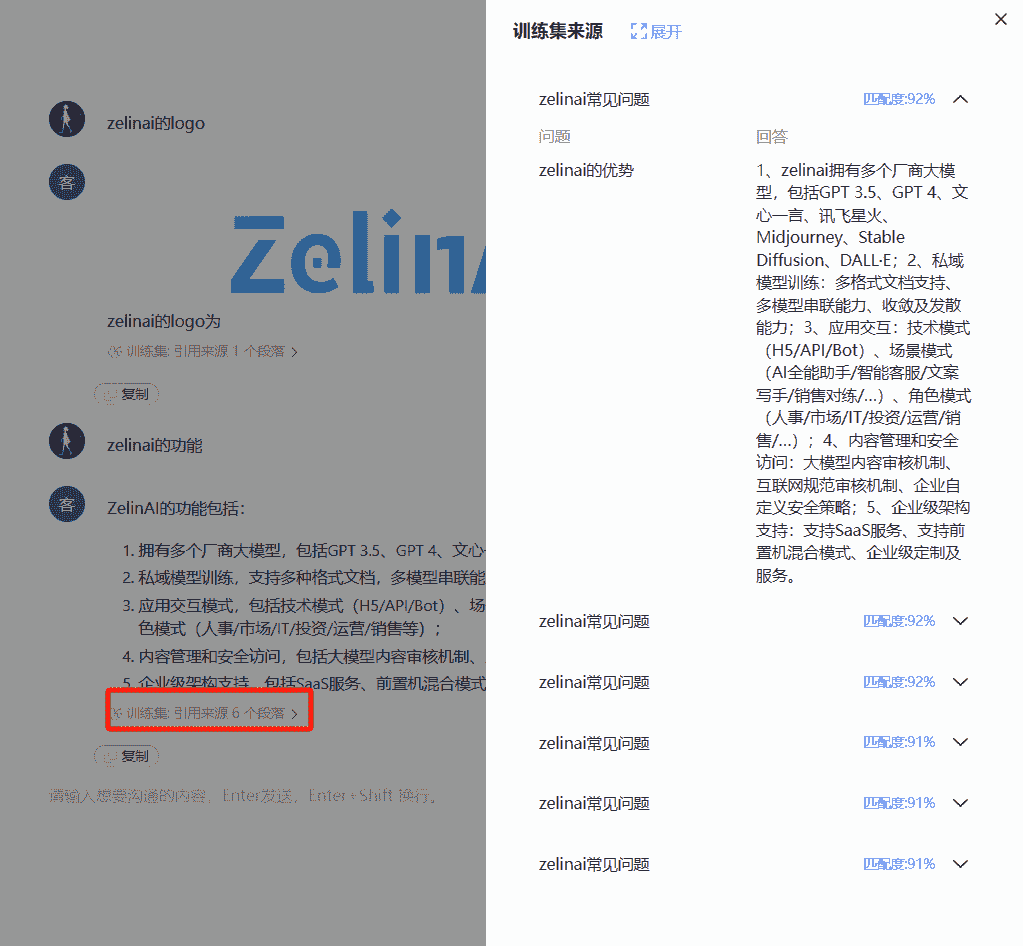 zelinai的logo
客
Zelin
zelinai的logo为
训练集: 引用来源 1 个段落 >
复制
zelinai的功能
客
ZelinAI的功能包括：
1. 拥有多个厂商大模型，包括GPT 3.5、GPT 4、文心
2. 私域模型训练，支持多种格式文档，多模型串联能
3. 应用交互模式，包括技术模式（H5/API/Bot）、场
色模式（人事/市场/IT/投资/运营/销售等）；
4. 内容管理和安全访问，包括大模型内容审核机制、
5. 企业级架构支持，包括SaaS服务、前置机混合模式
训练集: 引用来源 6 个段落 >
复制
请输入想要沟通的内容，Enter发送，Enter+Shift 换行。
训练集来源
展开
zelinai常见问题
匹配度:92%
问题
回答
zelinai的优势
1、zelinai拥有多个厂商大模
型，包括GPT 3.5、GPT 4、文
心一言、讯飞星火、
Midjourney、Stable
Diffusion、DALL·E；2、私域
模型训练：多格式文档支持、
多模型串联能力、收敛及发散
能力；3、应用交互：技术模式
（H5/API/Bot）、场景模式
（AI全能助手/智能客服/文案
写手/销售对练/...）、角色模式
（人事/市场/IT/投资/运营/销
售/...）；4、内容管理和安全
访问：大模型内容审核机制、
互联网规范审核机制、企业自
定义安全策略；5、企业级架构
支持：支持SaaS服务、支持前
置机混合模式、企业级定制及
服务。
zelinai常见问题
匹配度:92%
zelinai常见问题
匹配度:92%
zelinai常见问题
匹配度:91%
zelinai常见问题
匹配度:91%
zelinai常见问题
匹配度:91%